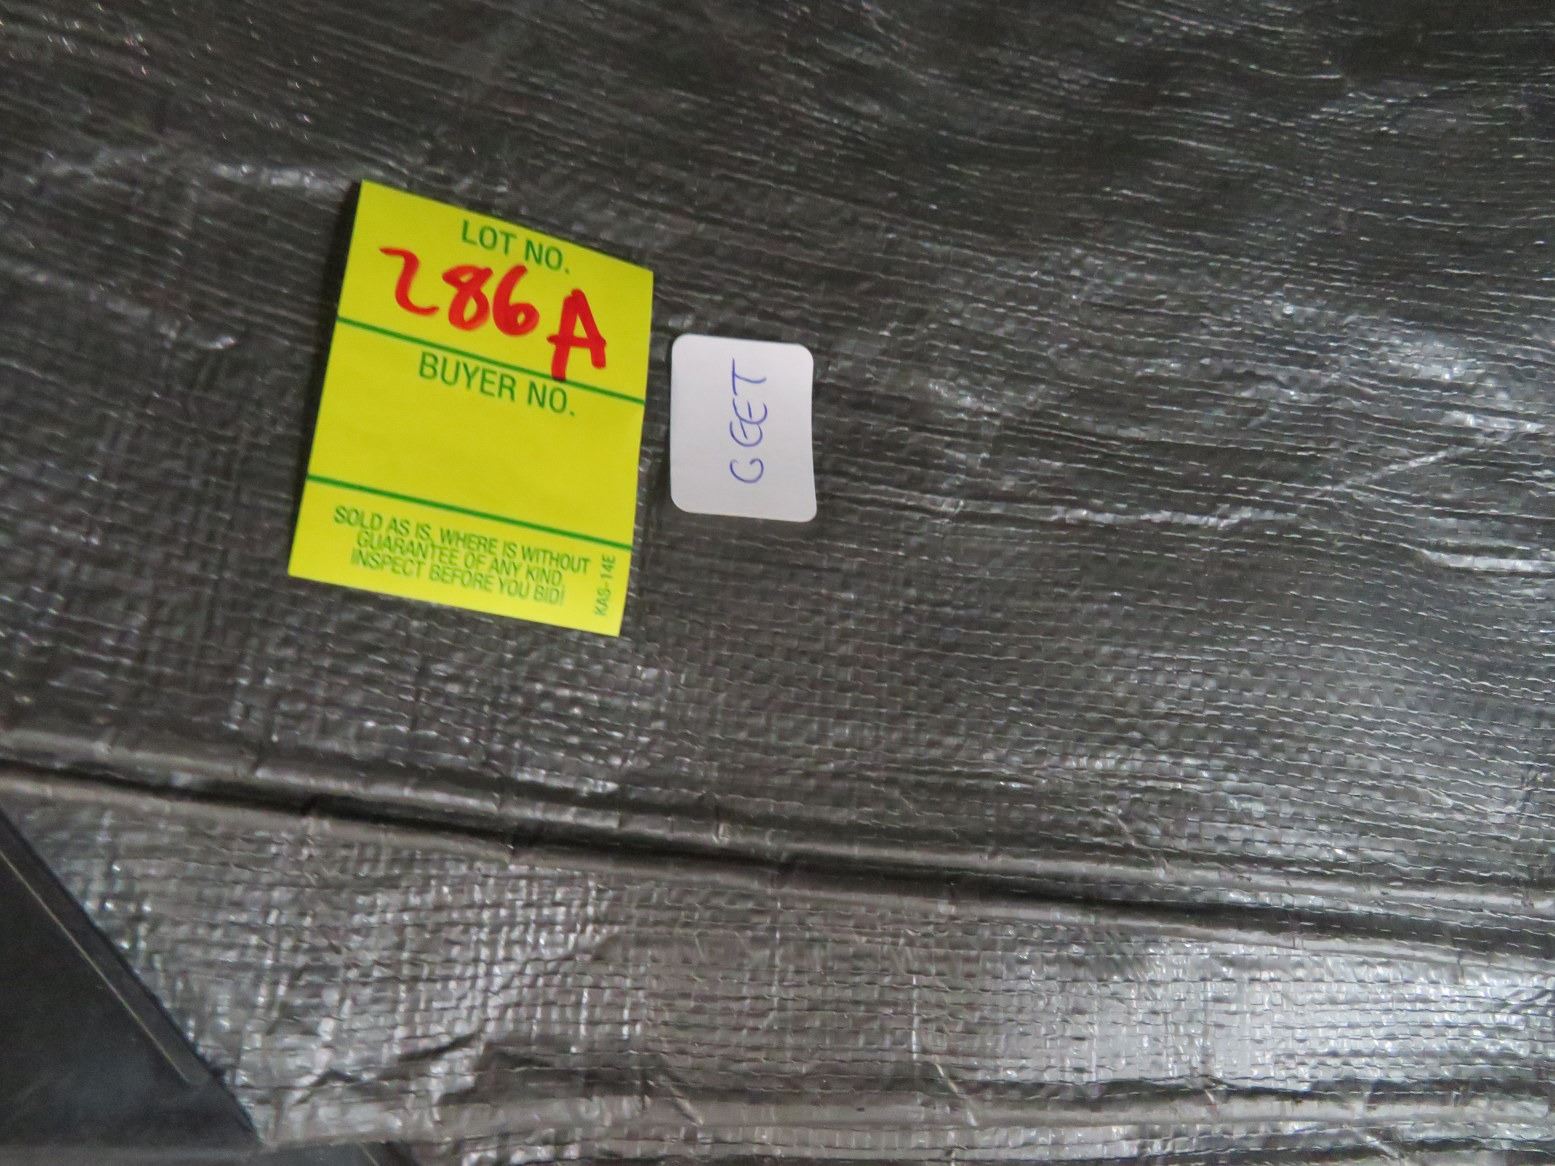 LOT NO.
286A
BUYER NO.
SOLD AS IS, WHERE IS WITHOUT
GUARANTEE OF ANY KIND,
INSPECT BEFORE YOU BID!
KAS-14E
GEET